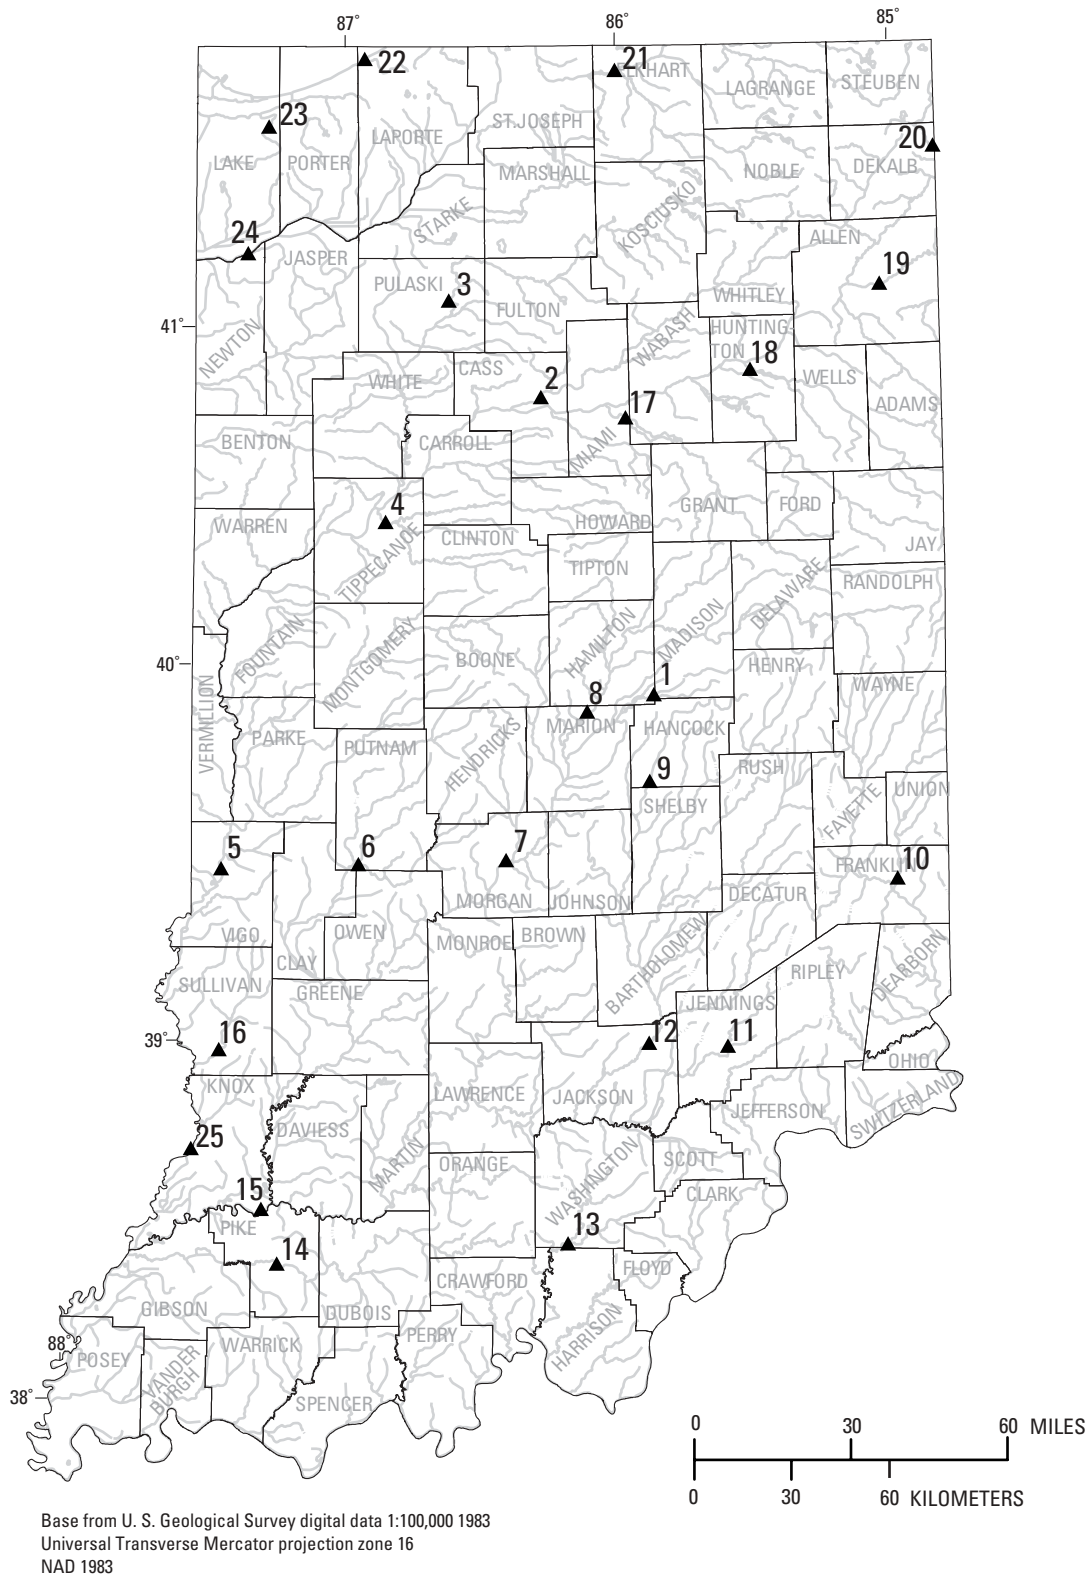 87°
86°
85°
22
21
ELKHART
LAGRANGE
STEUBEN
23
LAPORTE
ST.JOSEPH
20
LAKE
PORTER
MARSHALL
NOBLE
DEKALB
STARKE
KOSCIUSKO
24
JASPER
ALLEN
19
PULASKI
3
FULTON
WHITLEY
41°
NEWTON
WABASH
HUNTING-
TON
18
WHITE
CASS
2
17
WELLS
ADAMS
BENTON
CARROLL
MIAMI
4
GRANT
FORD
WARREN
TIPPECANOE
CLINTON
HOWARD
JAY
TIPTON
DELAWARE
RANDOLPH
FOUNTAIN
MONTGOMERY
BOONE
HAMILTON
MADISON
40°
HENRY
1
WAYNE
VERMILLION
8
PARKE
PUTNAM
HENDRICKS
MARION
HANCOCK
9
RUSH
SHELBY
FAYETTE
UNION
5
6
7
FRANKLIN
10
MORGAN
JOHNSON
DECATUR
VIGO
OWEN
MONROE
BROWN
BARTHOLOMEW
CLAY
SULLIVAN
GREENE
RIPLEY
DEARBORN
JENNINGS
39°
16
12
11
OHIO
KNOX
LAWRENCE
JACKSON
JEFFERSON
SWITZERLAND
25
DAVIESS
MARTIN
ORANGE
WASHINGTON
SCOTT
15
CLARK
PIKE
13
14
CRAWFORD
FLOYD
GIBSON
DUBOIS
HARRISON
88°
POSEY
VANDER
BURGH
WARRICK
PERRY
38°
SPENCER
0 30 60 MILES
0 30 60 KILOMETERS
Base from U. S. Geological Survey digital data 1:100,000 1983
Universal Transverse Mercator projection zone 16
NAD 1983